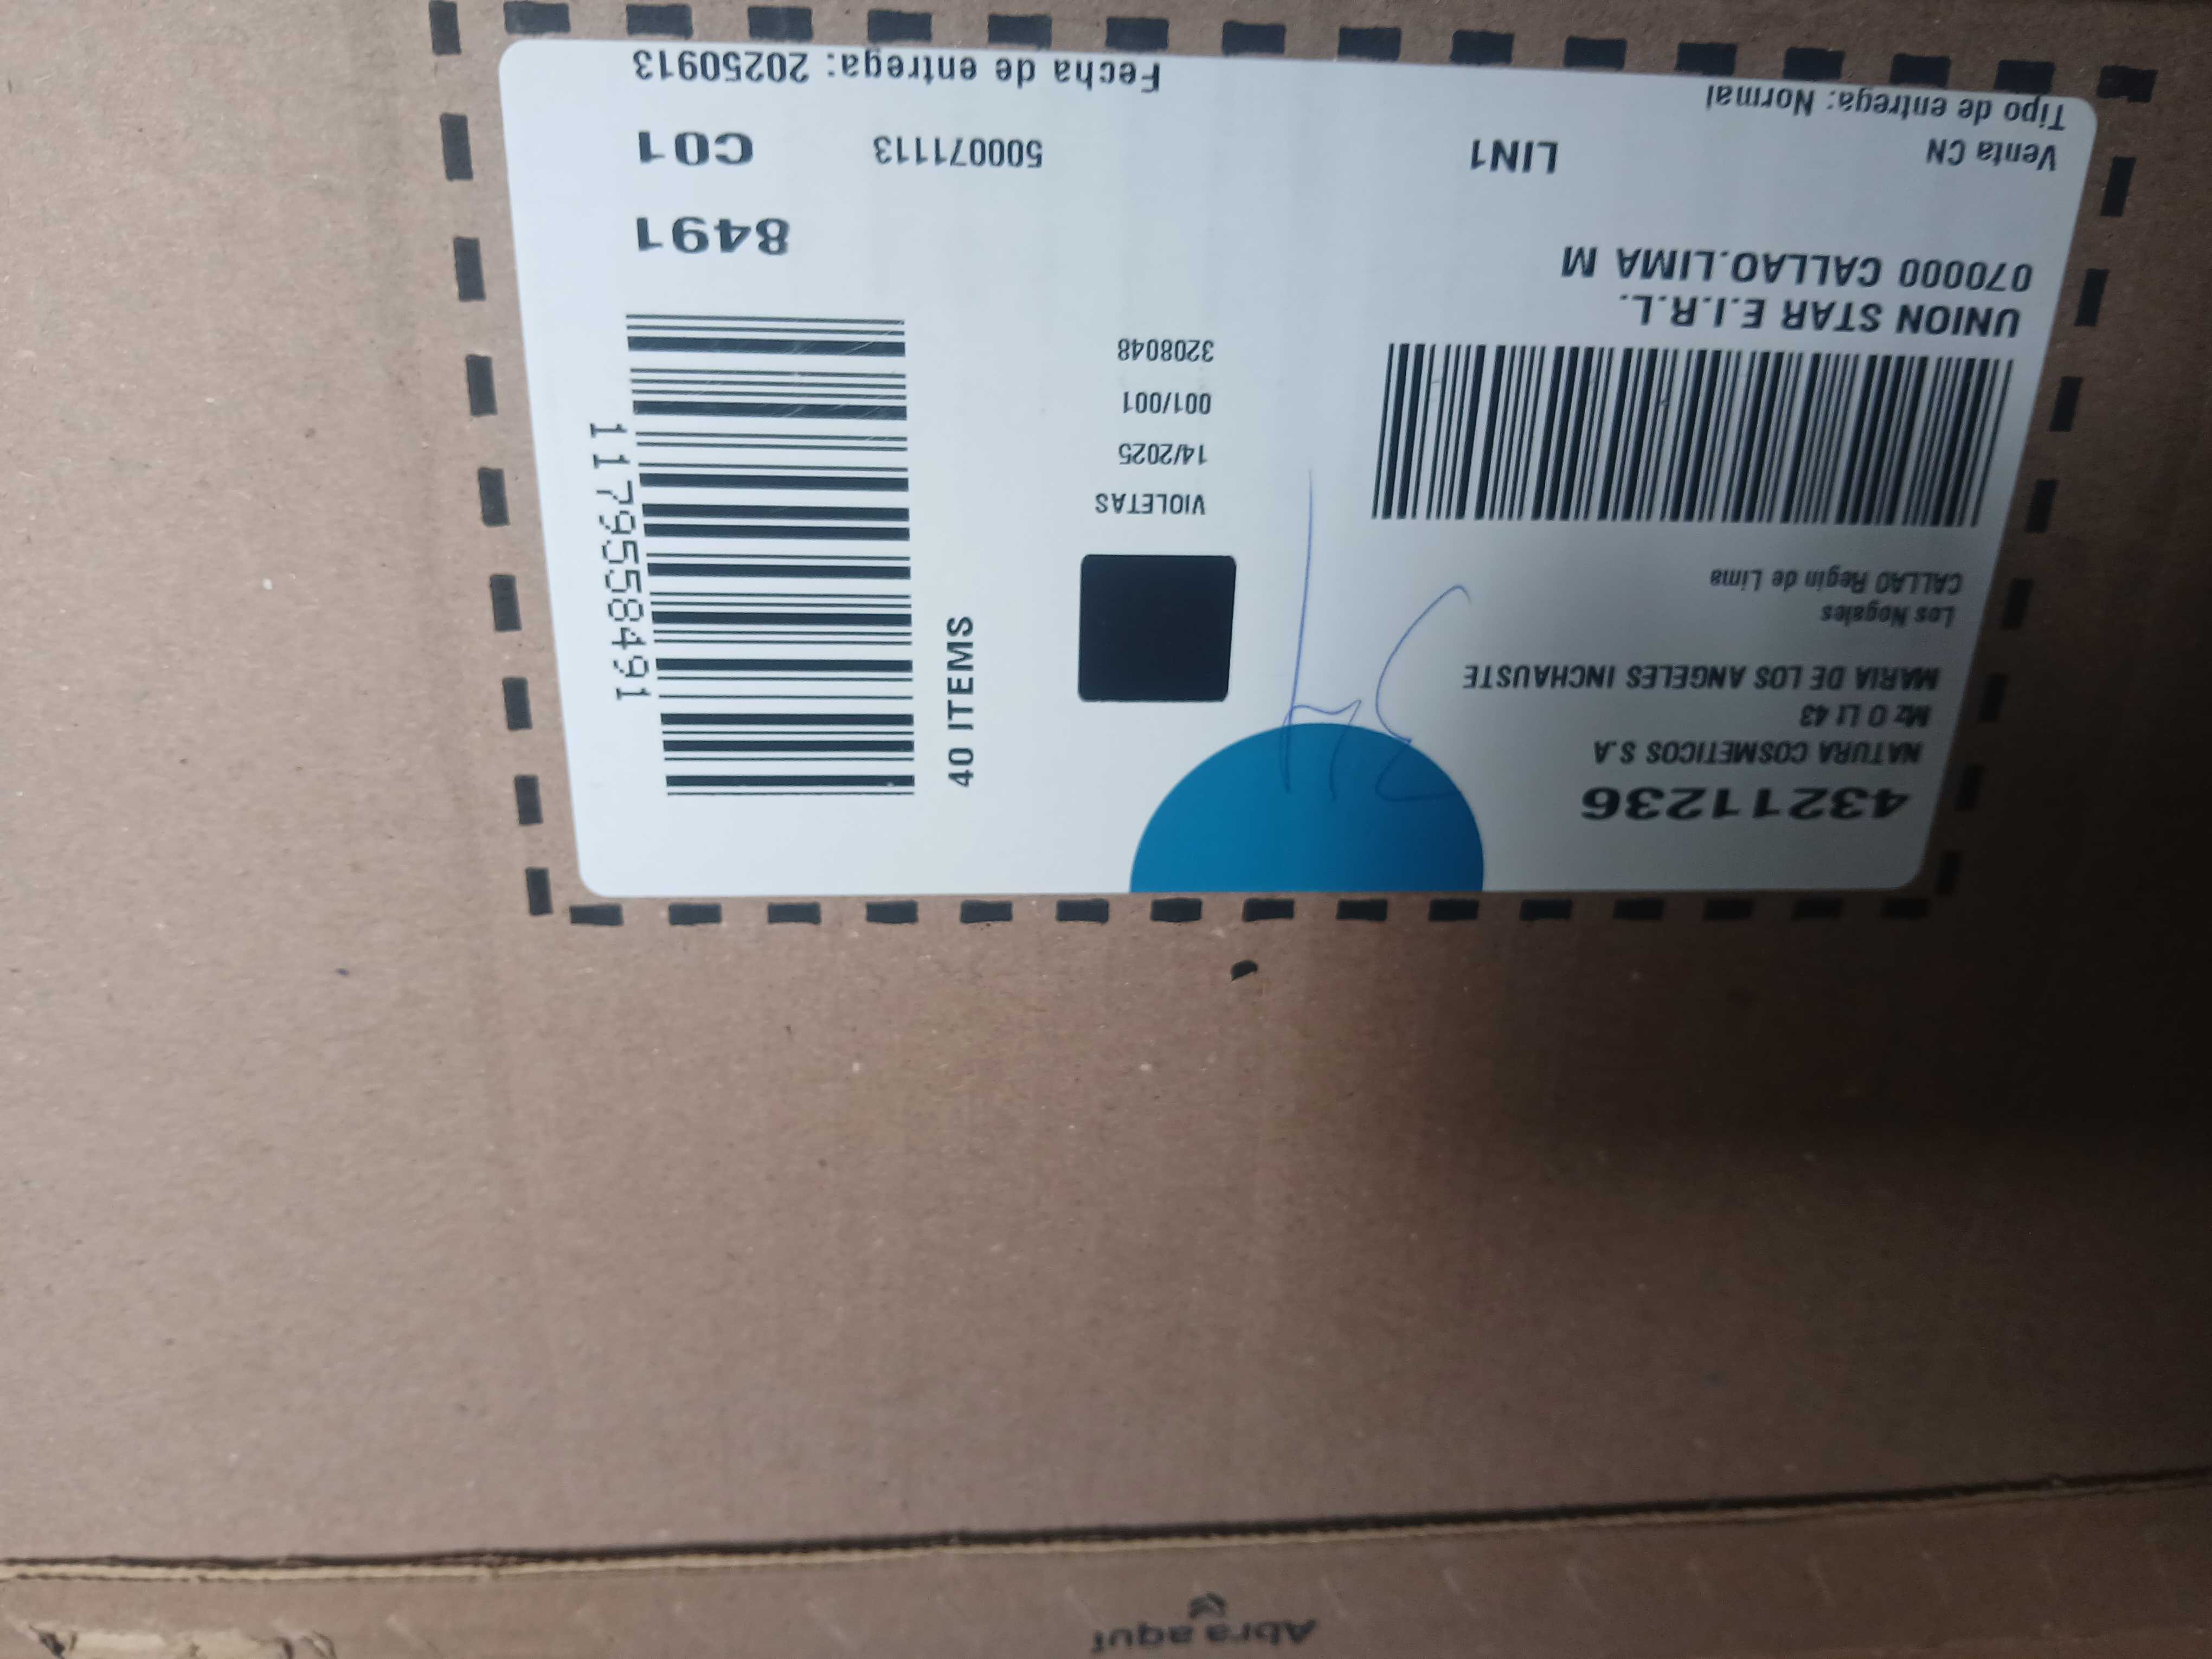 43211236
NATURA COSMETICOS S.A
Mz O Lt 43
MARIA DE LOS ANGELES INCHAUSTE
Los Nogales
CALLAO Regin de Lima
UNION STAR E.I.R.L.
070000 CALLAO.LIMA M
Venta CN
LIN1
Tipo de entrega: Normal
VIOLETAS
14/2025
001/001
3208048
40 ITEMS
1179558491
8491
500071113
C01
Fecha de entrega: 20250913
Abra aquí